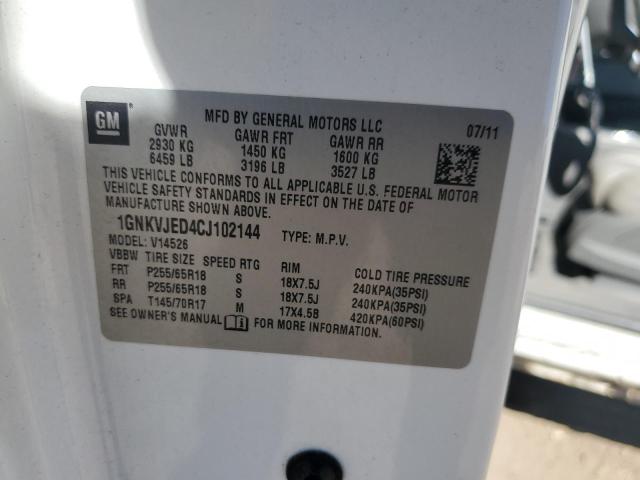 GM
MFD BY GENERAL MOTORS LLC 07/11
GVWR GAWR FRT GAWR RR
2930 KG 1450 KG 1600 KG
6459 LB 3196 LB 3527 LB
THIS VEHICLE CONFORMS TO ALL APPLICABLE U.S. FEDERAL MOTOR
VEHICLE SAFETY STANDARDS IN EFFECT ON THE DATE OF
MANUFACTURE SHOWN ABOVE.
1GNKVJED4CJ102144 TYPE: M.P.V.
MODEL: V14526
VBBW TIRE SIZE SPEED RTG RIM COLD TIRE PRESSURE
FRT P255/65R18 S 18X7.5J 240KPA(35PSI)
RR P255/65R18 S 18X7.5J 240KPA(35PSI)
SPA T145/70R17 M 17X4.5B 420KPA(60PSI)
SEE OWNER'S MANUAL FOR MORE INFORMATION.